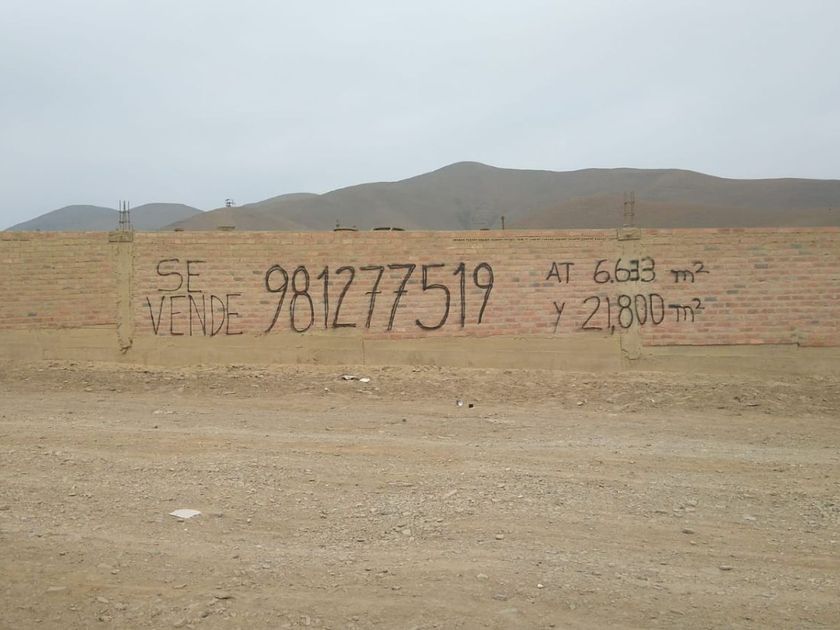 SE
VENDE
981277519
AT 6.633 m²
Y 21,800 m²